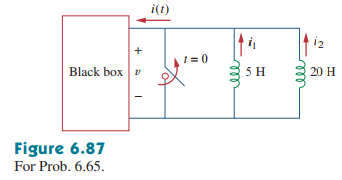 i(t)
+
Black box
v
–
t = 0
i₁
5 H
i₂
20 H
Figure 6.87
For Prob. 6.65.